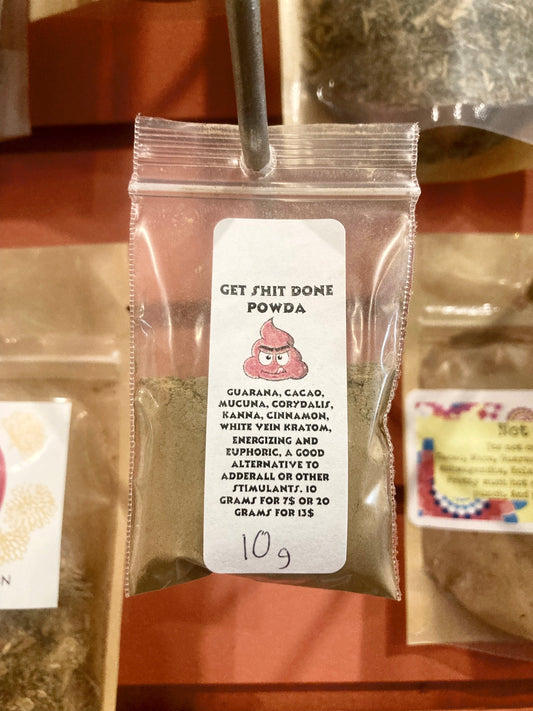 GET SHIT DONE
POWDA
GUARANA, CACAO,
MUCUNA, CORYDALIS,
KANNA, CINNAMON,
WHITE VEIN KRATOM,
ENERGIZING AND
EUPHORIC, A GOOD
ALTERNATIVE TO
ADDERALL OR OTHER
STIMULANTS. 10
GRAMS FOR 7$ OR 20
GRAMS FOR 13$
10g
Not
N